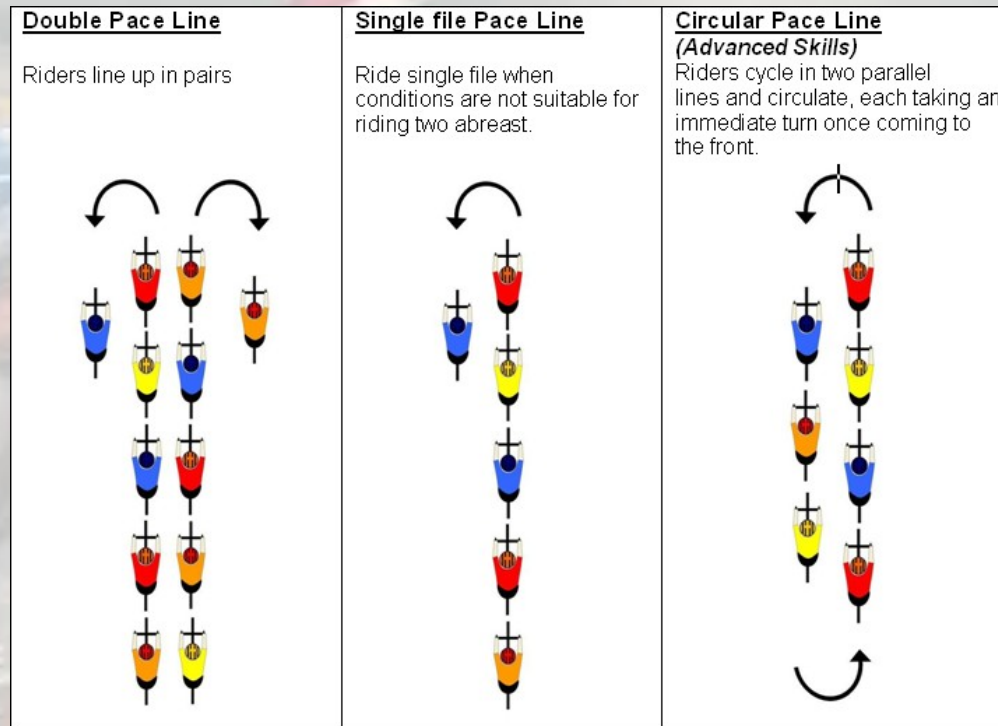 Double Pace Line
Riders line up in pairs
Single file Pace Line
Ride single file when
conditions are not suitable for
riding two abreast.
Circular Pace Line
(Advanced Skills)
Riders cycle in two parallel
lines and circulate, each taking an
immediate turn once coming to
the front.